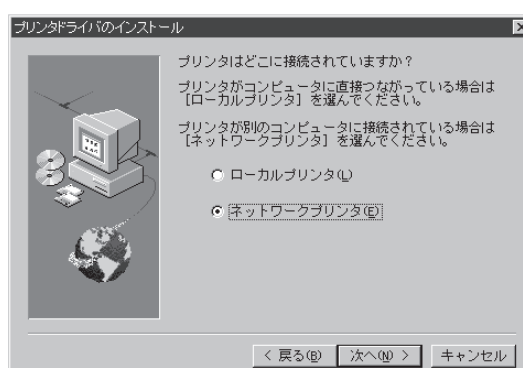 プリンタドライバのインストール
プリンタはどこに接続されていますか？
プリンタがコンピュータに直接つながっている場合は
［ローカルプリンタ］を選んでください。
プリンタが別のコンピュータに接続されている場合は
［ネットワークプリンタ］を選んでください。
ローカルプリンタ(L)
ネットワークプリンタ(E)
< 戻る(B) 次へ(N) > キャンセル